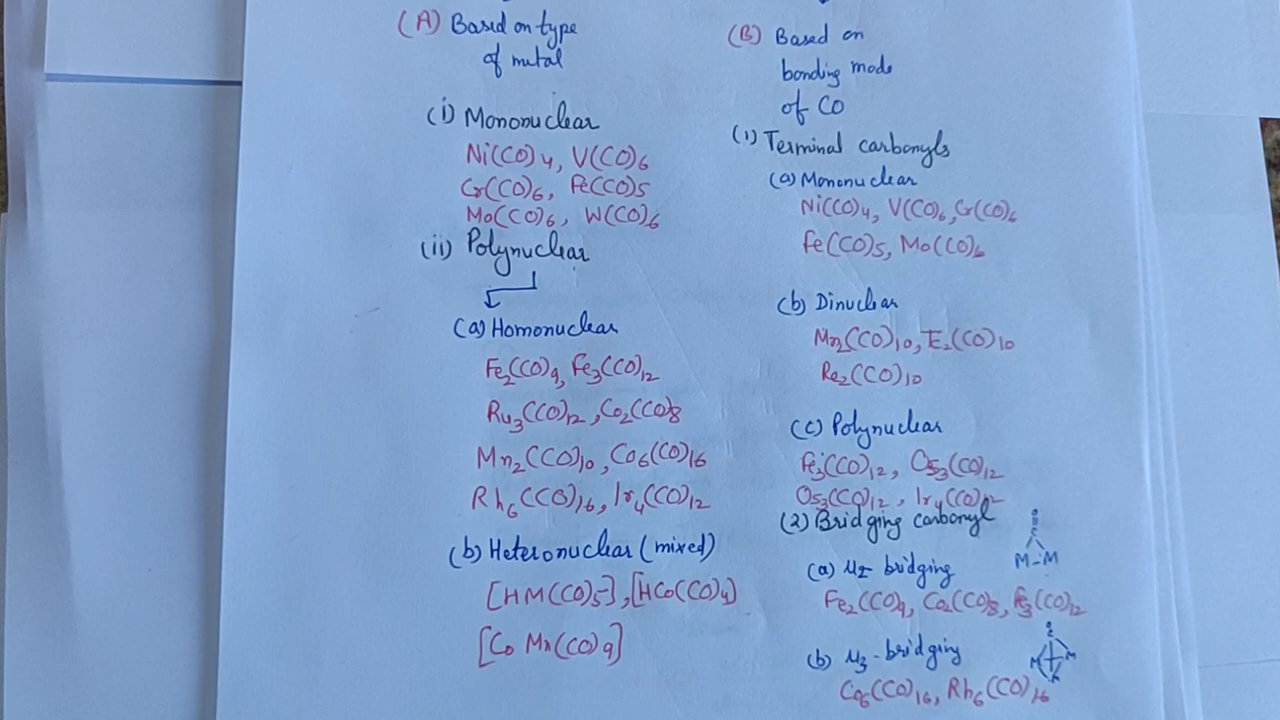 (A) Based on type
of metal
(i) Mononuclear
Ni(CO)4, V(CO)6
Cr(CO)6, Fe(CO)5
Mo(CO)6, W(CO)6
(ii) Polynuclear
(a) Homonuclear
Fe2(CO)9, Fe3(CO)12
Ru3(CO)12, Co2(CO)8
Mn2(CO)10, Co6(CO)16
Rh6(CO)16, Ir4(CO)12
(b) Heteronuclear (mixed)
[HM(CO)5], [HCo(CO)4]
[Co Mn(CO)9]
(B) Based on
bonding mode
of CO
(1) Terminal carbonyls
(a) Mononuclear
Ni(CO)4, V(CO)6, Cr(CO)6
Fe(CO)5, Mo(CO)6
(b) Dinuclear
Mn2(CO)10, E2(CO)10
Re2(CO)10
(c) Polynuclear
Fe3(CO)12, Os3(CO)12
Os3(CO)12, Ir4(CO)12
(2) Bridging carbonyl
O
C
M-M
(a) μ2 bridging
Fe2(CO)9, Co2(CO)8, Fe3(CO)12
(b) μ3-bridging
O
C
M M
Co6(CO)16, Rh6(CO)16